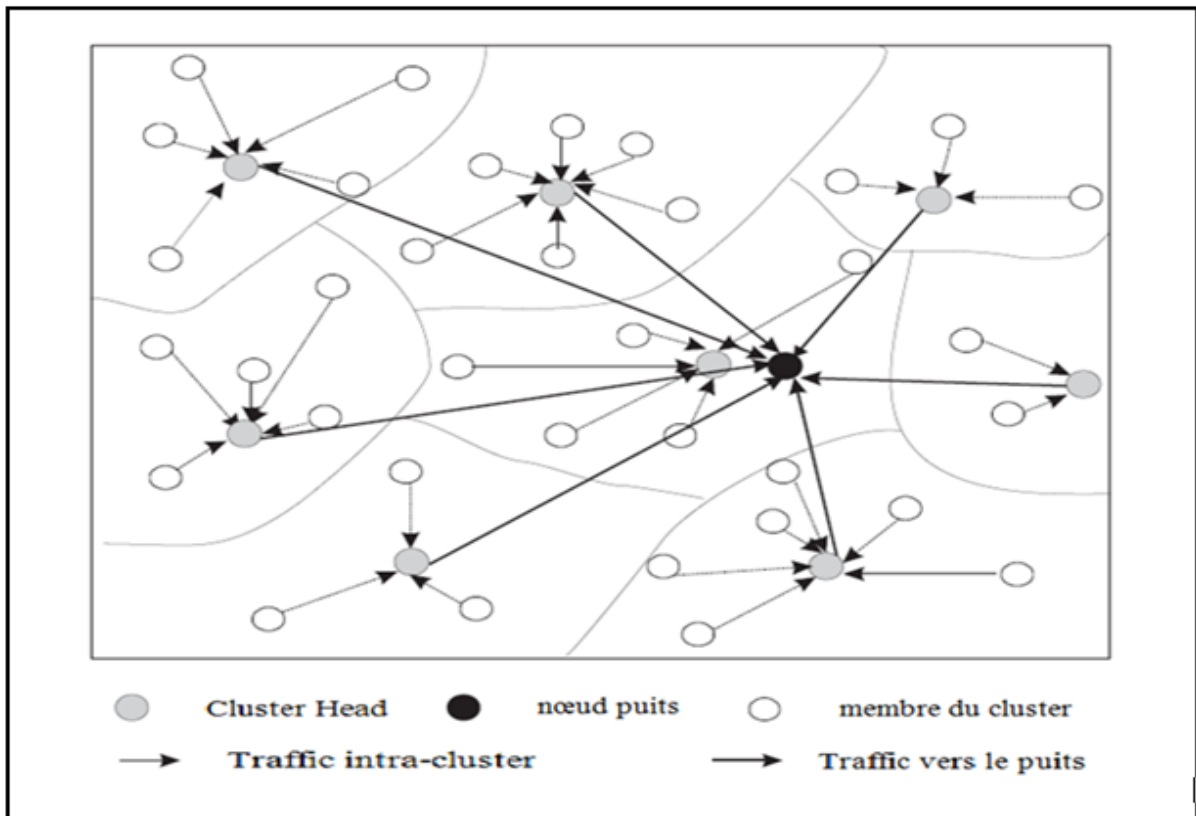 Cluster Head nœud puits membre du cluster
Traffic intra-cluster Traffic vers le puits